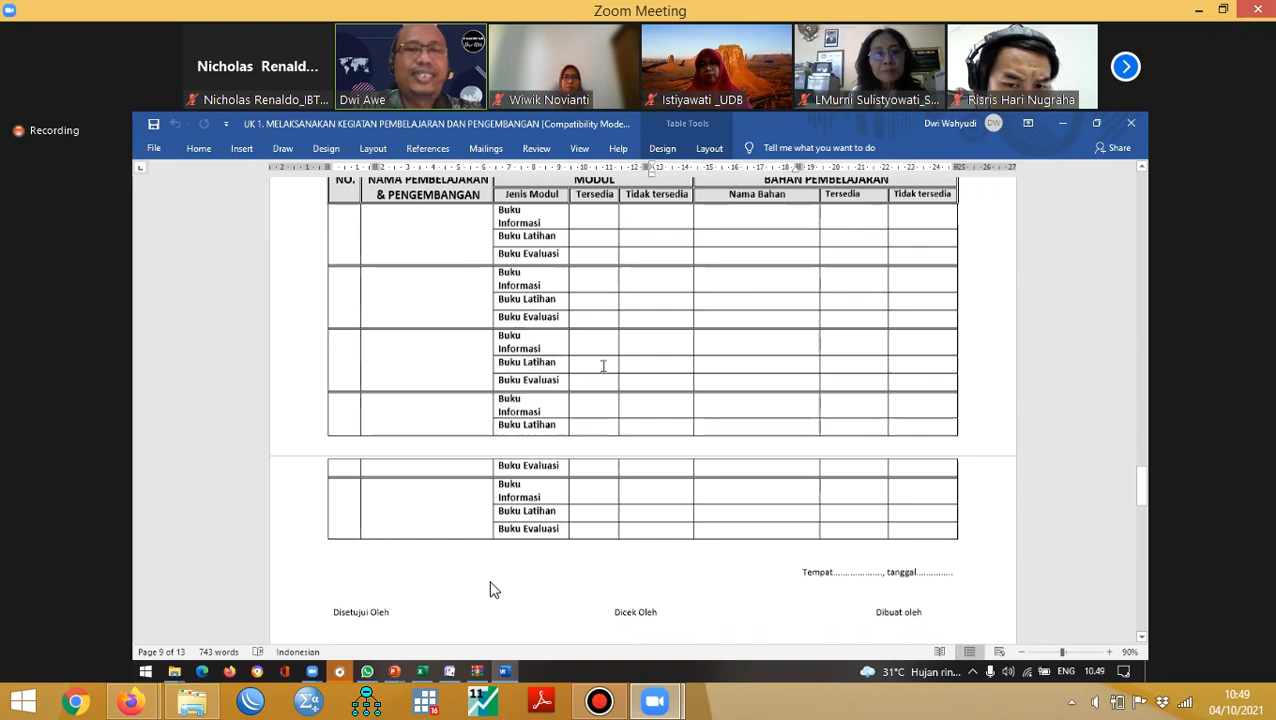 Zoom Meeting
Nicholas Renaldo...
Nicholas Renaldo_IBT...
Dwi Awe
Wiwik Novianti
Istiyawati _UDB
LMurni Sulistyowati_S...
Risris Hari Nugraha
Recording
UK 1. MELAKSANAKAN KEGIATAN PEMBELAJARAN DAN PENGEMBANGAN [Compatibility Mode...
Table Tools
Dwi Wahyudi
DW
File Home Insert Draw Design Layout References Mailings Review View Help Design Layout Tell me what you want to do Share
NO. NAMA PEMBELAJARAN & PENGEMBANGAN MODUL BAHAN PEMBELAJARAN
Jenis Modul Tersedia Tidak tersedia Nama Bahan Tersedia Tidak tersedia
Buku
Informasi
Buku Latihan
Buku Evaluasi
Buku
Informasi
Buku Latihan
Buku Evaluasi
Buku
Informasi
Buku Latihan
Buku Evaluasi
Buku
Informasi
Buku Latihan
Buku Evaluasi
Buku
Informasi
Buku Latihan
Buku Evaluasi
Tempat..................., tanggal..............
Disetujui Oleh Dicek Oleh Dibuat oleh
Page 9 of 13 743 words Indonesian 90%
31°C Hujan rin... ENG 10.49
10:49
04/10/2021